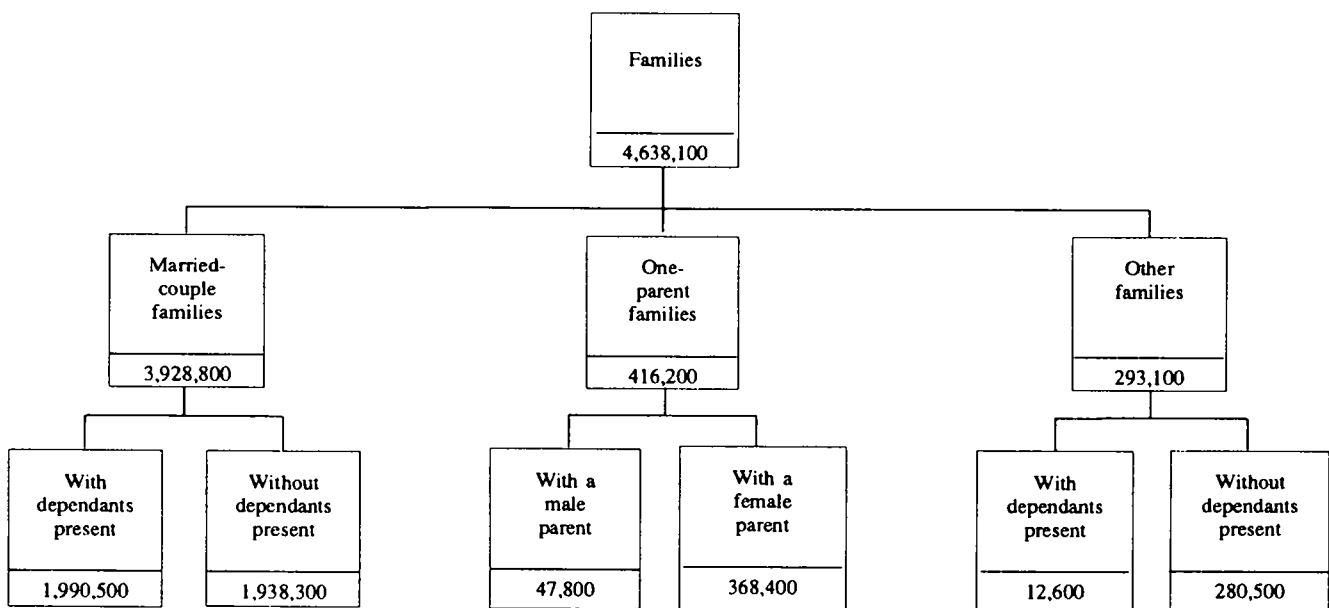 Families
4,638,100
Married-
couple
families
3,928,800
One-
parent
families
416,200
Other
families
293,100
With
dependants
present
1,990,500
Without
dependants
present
1,938,300
With a
male
parent
47,800
With a
female
parent
368,400
With
dependants
present
12,600
Without
dependants
present
280,500